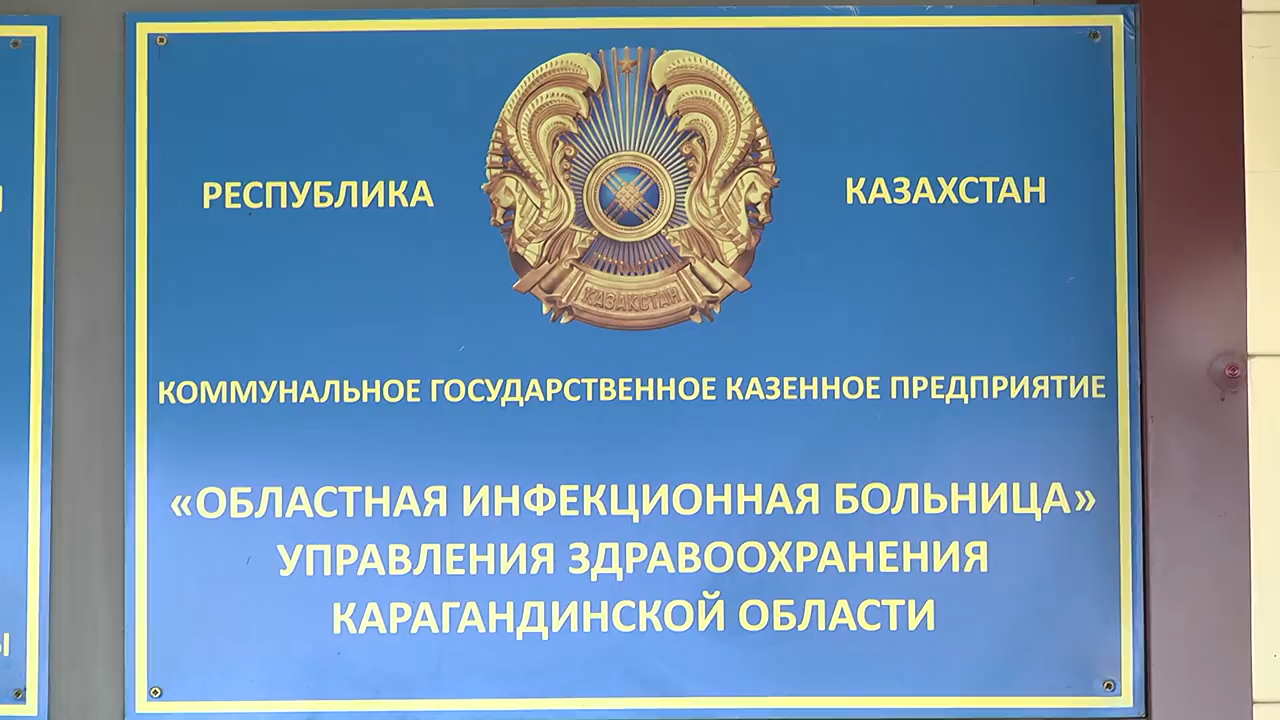 РЕСПУБЛИКА КАЗАХСТАН
КАЗАКСТАН
КОММУНАЛЬНОЕ ГОСУДАРСТВЕННОЕ КАЗЕННОЕ ПРЕДПРИЯТИЕ
«ОБЛАСТНАЯ ИНФЕКЦИОННАЯ БОЛЬНИЦА»
УПРАВЛЕНИЯ ЗДРАВООХРАНЕНИЯ
КАРАГАНДИНСКОЙ ОБЛАСТИ